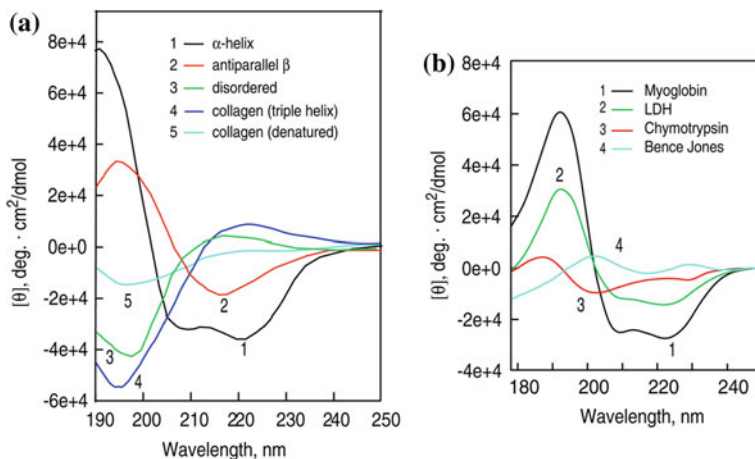 (a)
1 α-helix
2 antiparallel β
3 disordered
4 collagen (triple helix)
5 collagen (denatured)
8e+4
6e+4
4e+4
2e+4
0e+0
-2e+4
-4e+4
-6e+4
[θ], deg. · cm²/dmol
5
2
1
3
4
190 200 210 220 230 240 250
Wavelength, nm
(b)
1 Myoglobin
2 LDH
3 Chymotrypsin
4 Bence Jones
8e+4
6e+4
4e+4
2e+4
0e+0
-2e+4
-4e+4
[θ], deg. · cm²/dmol
2
4
3
1
180 200 220 240
Wavelength, nm